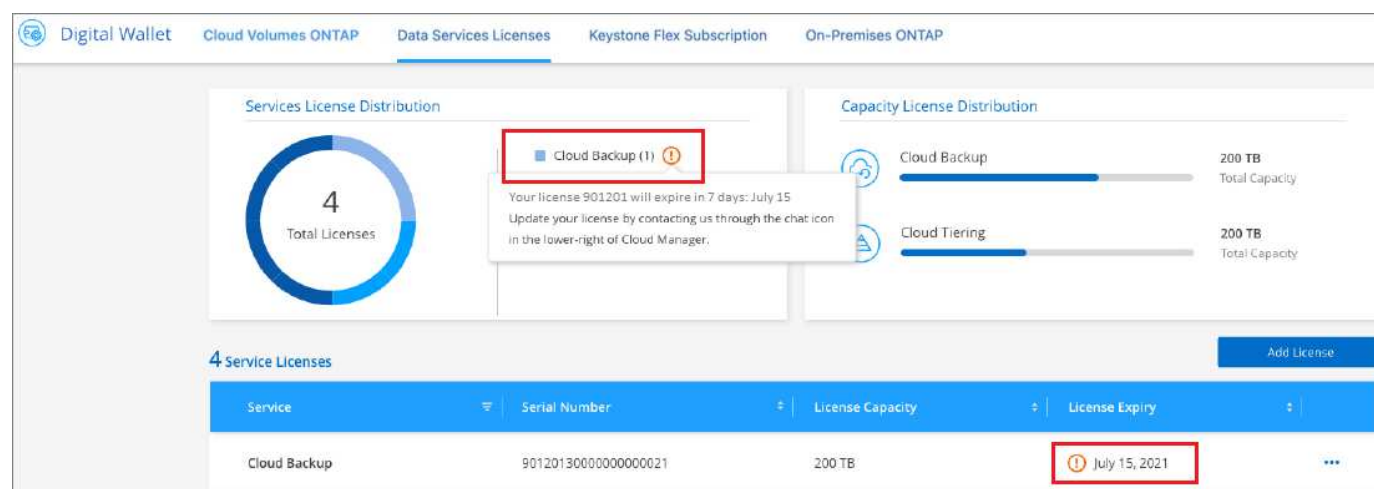 Digital Wallet
Cloud Volumes ONTAP
Data Services Licenses
Keystone Flex Subscription
On-Premises ONTAP
Services License Distribution
4
Total Licenses
Cloud Backup (1)
Your license 901201 will expire in 7 days: July 15
Update your license by contacting us through the chat icon
in the lower-right of Cloud Manager.
Capacity License Distribution
Cloud Backup
200 TB
Total Capacity
Cloud Tiering
200 TB
Total Capacity
4 Service Licenses
Add License
Service
Serial Number
License Capacity
License Expiry
Cloud Backup
90120130000000000021
200 TB
July 15, 2021